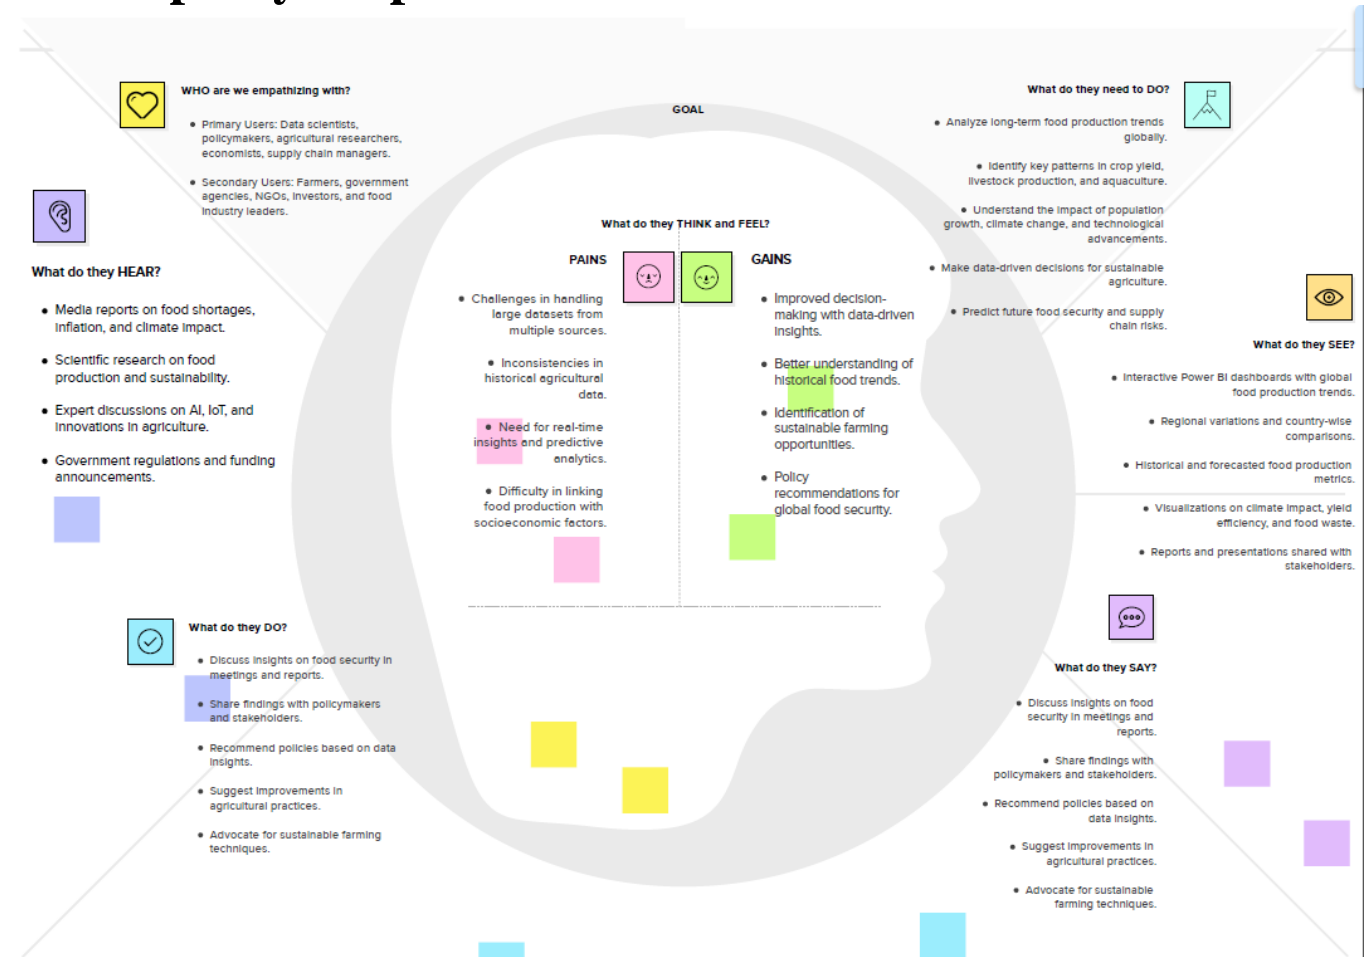 WHO are we empathizing with?
• Primary Users: Data scientists,
policymakers, agricultural researchers,
economists, supply chain managers.
• Secondary Users: Farmers, government
agencies, NGOs, investors, and food
industry leaders.
What do they HEAR?
• Media reports on food shortages,
inflation, and climate impact.
• Scientific research on food
production and sustainability.
• Expert discussions on AI, IoT, and
innovations in agriculture.
• Government regulations and funding
announcements.
GOAL
What do they THINK and FEEL?
PAINS
• Challenges in handling
large datasets from
multiple sources.
• Inconsistencies in
historical agricultural
data.
• Need for real-time
insights and predictive
analytics.
• Difficulty in linking
food production with
socioeconomic factors.
GAINS
• Improved decision-
making with data-driven
insights.
• Better understanding of
historical food trends.
• Identification of
sustainable farming
opportunities.
• Policy
recommendations for
global food security.
What do they need to DO?
• Analyze long-term food production trends
globally.
• Identify key patterns in crop yield,
livestock production, and aquaculture.
• Understand the impact of population
growth, climate change, and technological
advancements.
• Make data-driven decisions for sustainable
agriculture.
• Predict future food security and supply
chain risks.
What do they SEE?
• Interactive Power BI dashboards with global
food production trends.
• Regional variations and country-wise
comparisons.
• Historical and forecasted food production
metrics.
• Visualizations on climate impact, yield
efficiency, and food waste.
• Reports and presentations shared with
stakeholders.
What do they DO?
• Discuss insights on food security in
meetings and reports.
• Share findings with policymakers
and stakeholders.
• Recommend policies based on data
insights.
• Suggest improvements in
agricultural practices.
• Advocate for sustainable farming
techniques.
What do they SAY?
• Discuss insights on food
security in meetings and
reports.
• Share findings with
policymakers and stakeholders.
• Recommend policies based on
data insights.
• Suggest improvements in
agricultural practices.
• Advocate for sustainable
farming techniques.